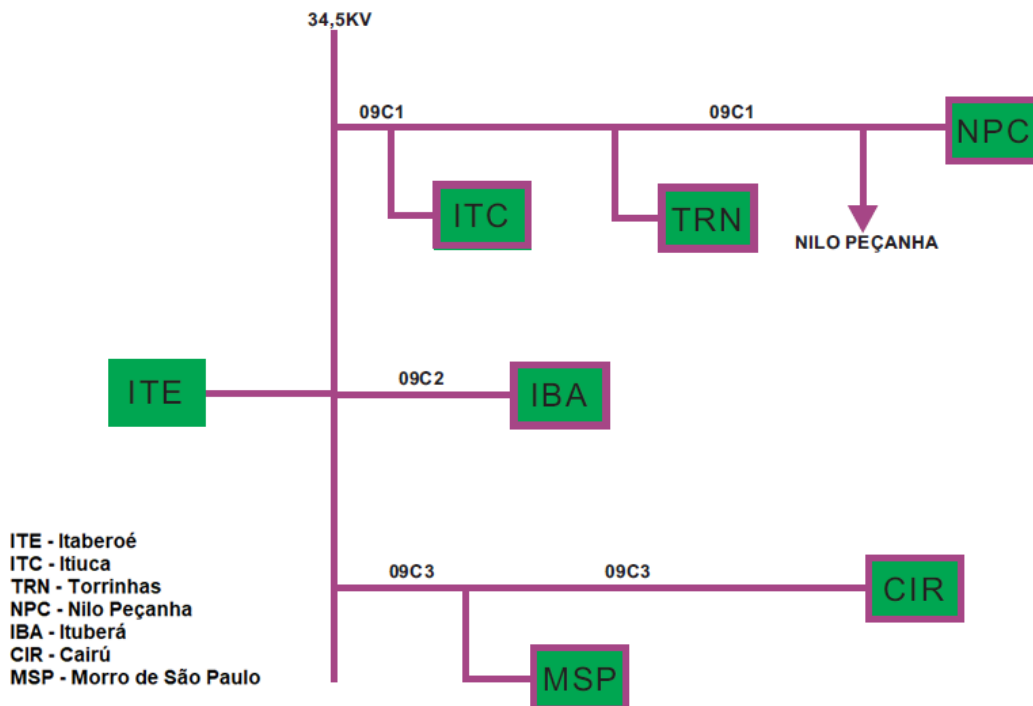 34,5KV
09C1
09C1
NPC
ITC
TRN
NILO PEÇANHA
09C2
ITE
IBA
ITE - Itaberoé
ITC - Itiuca
TRN - Torrinhas
NPC - Nilo Peçanha
IBA - Ituberá
CIR - Cairú
MSP - Morro de São Paulo
09C3
09C3
CIR
MSP